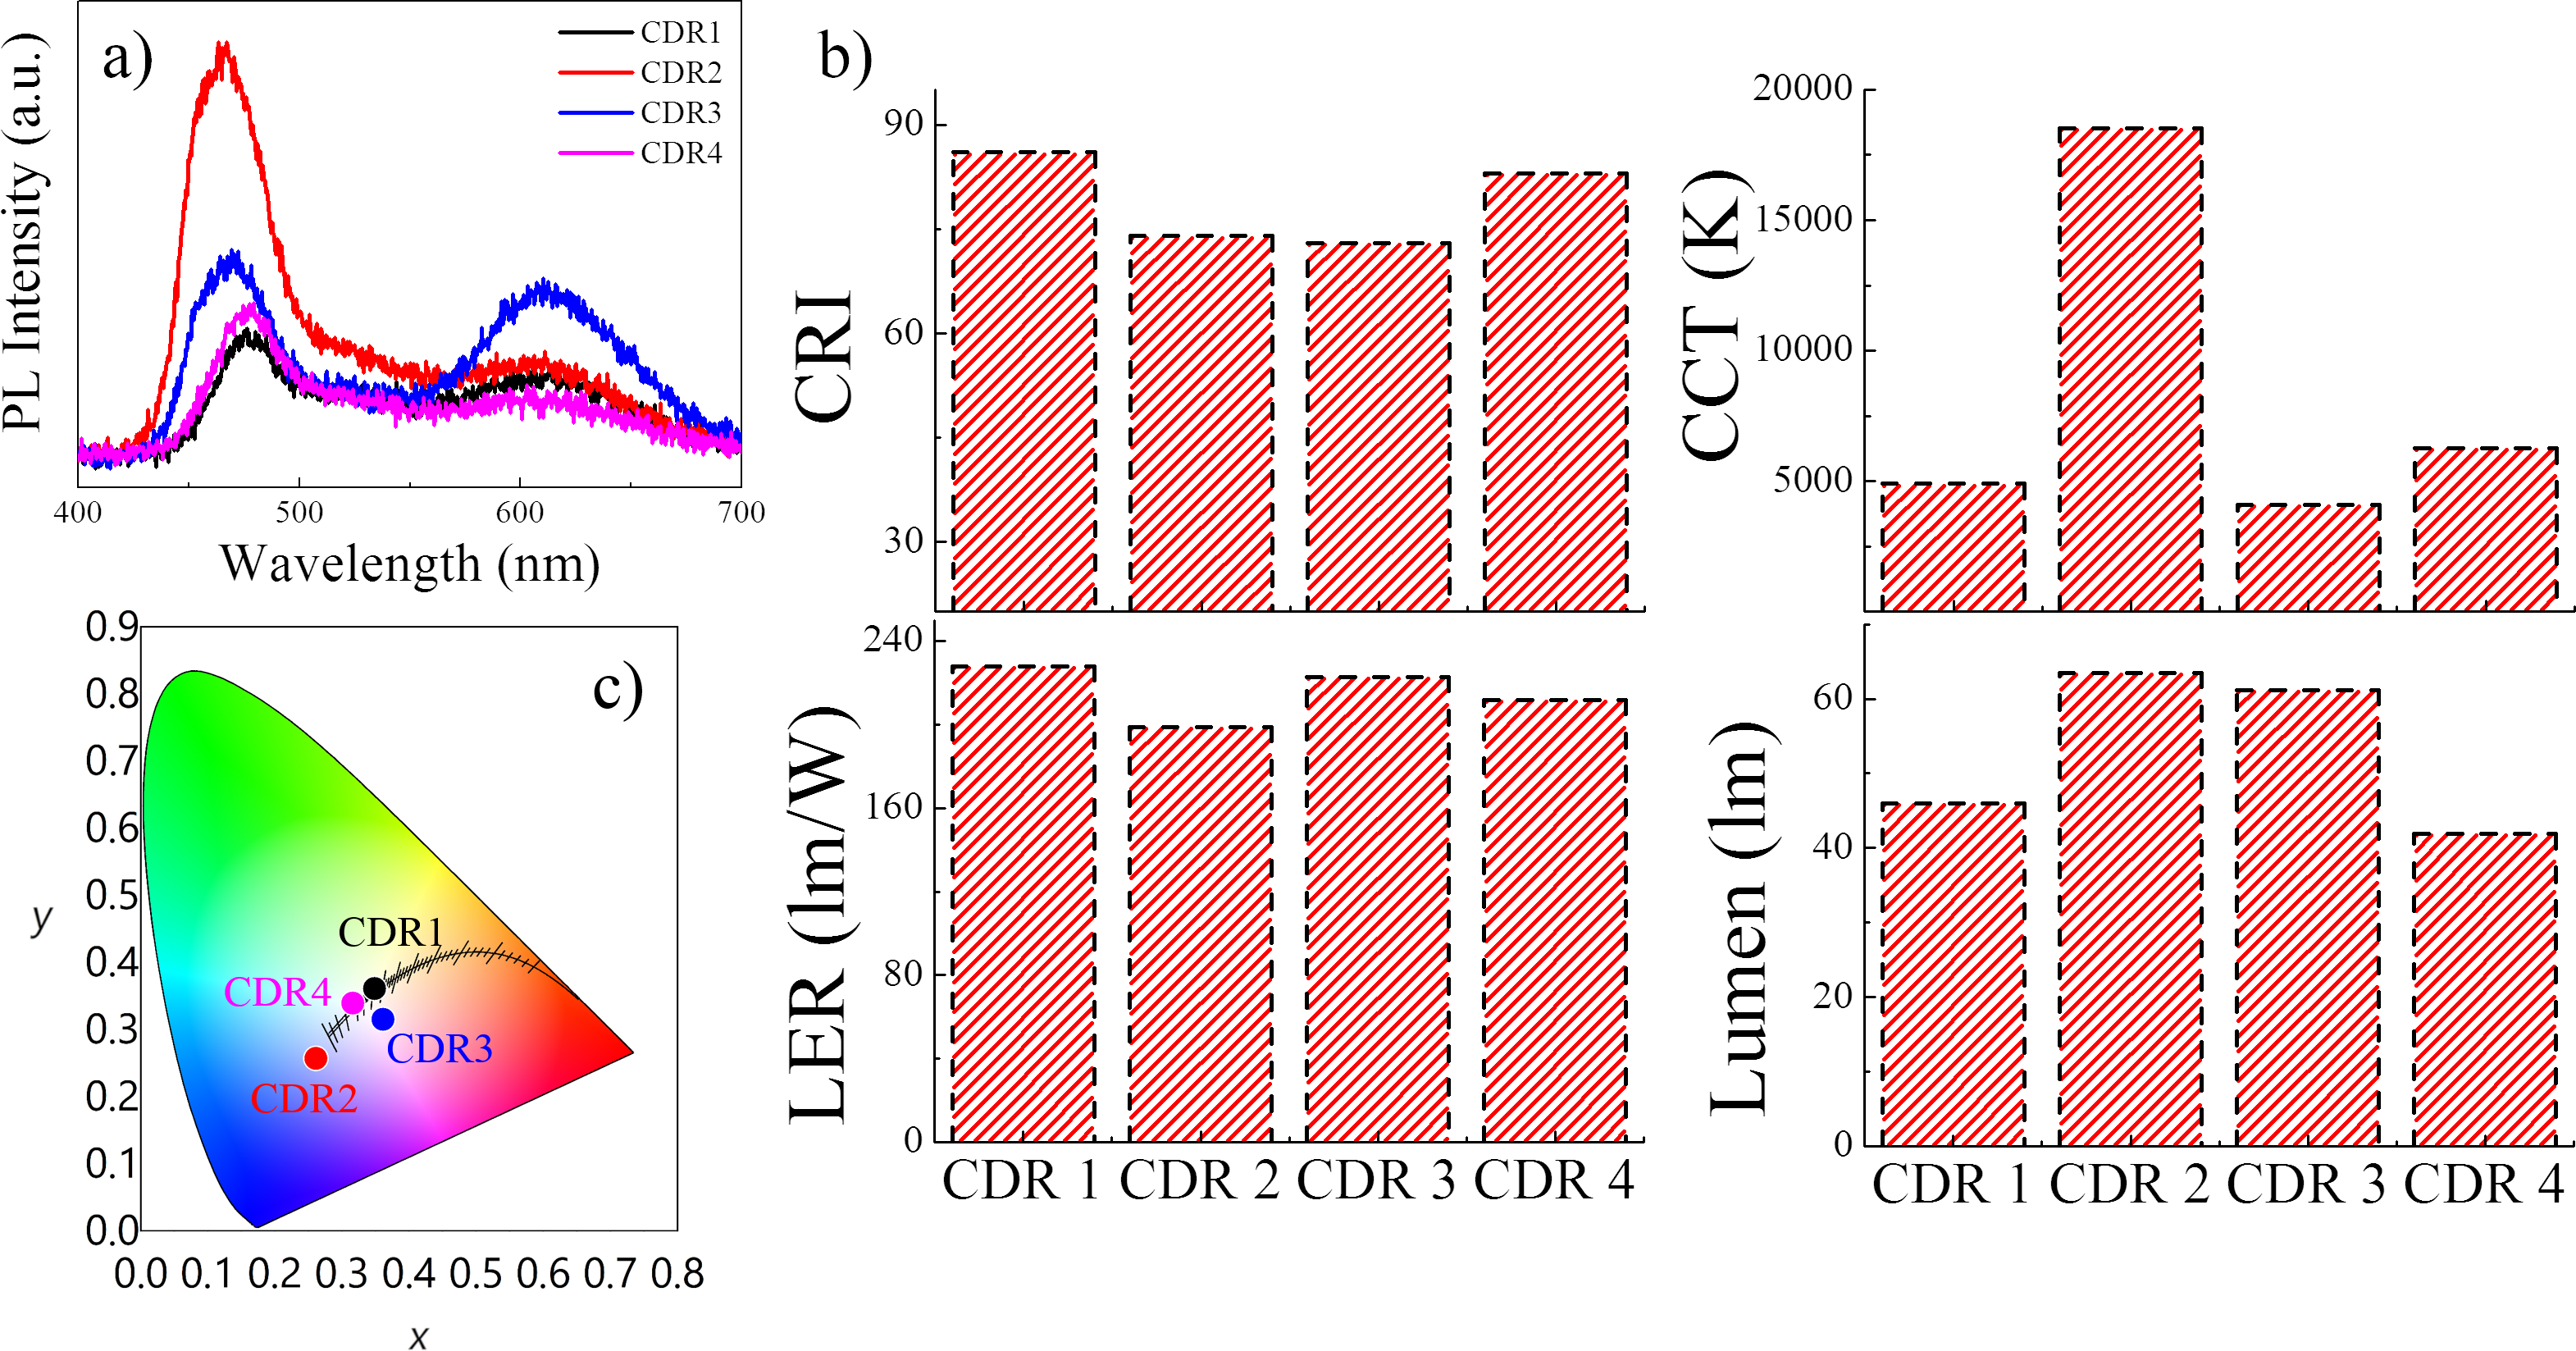 a)
CDR1
CDR2
CDR3
CDR4
PL Intensity (a.u.)
400 500 600 700
Wavelength (nm)
b)
90
60
30
CRI
20000
15000
10000
5000
CCT (K)
240
160
80
0
LER (lm/W)
CDR 1 CDR 2 CDR 3 CDR 4
60
40
20
0
Lumen (lm)
CDR 1 CDR 2 CDR 3 CDR 4
c)
0.9
0.8
0.7
0.6
0.5
0.4
0.3
0.2
0.1
0.0
y
CDR1
CDR4
CDR3
CDR2
0.0 0.1 0.2 0.3 0.4 0.5 0.6 0.7 0.8
x